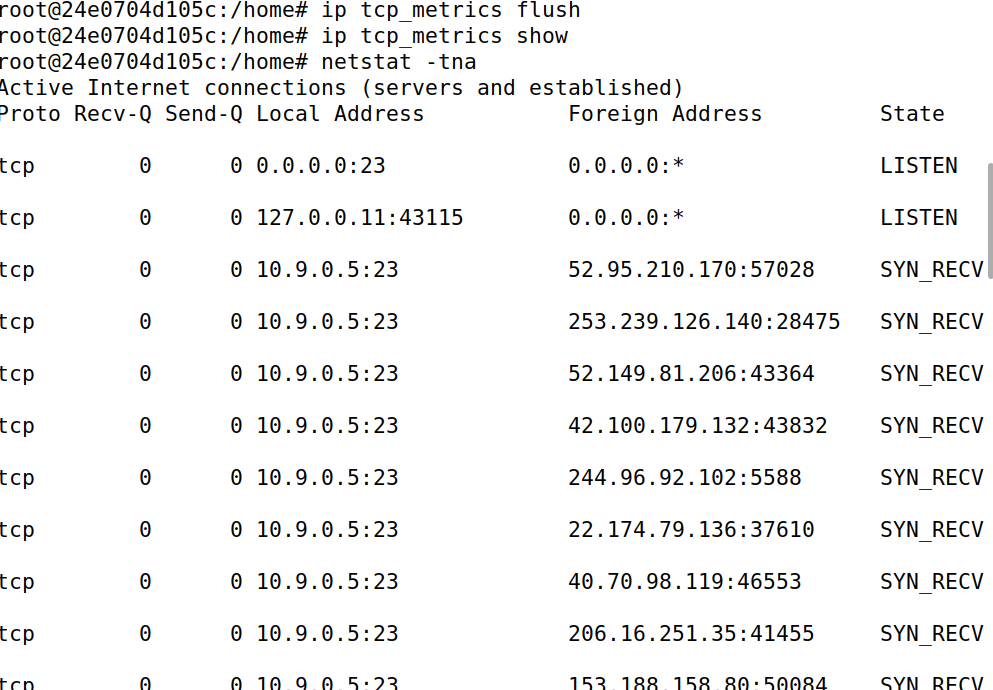 root@24e0704d105c:/home# ip tcp_metrics flush
root@24e0704d105c:/home# ip tcp_metrics show
root@24e0704d105c:/home# netstat -tna
Active Internet connections (servers and established)
Proto Recv-Q Send-Q Local Address           Foreign Address         State
tcp        0      0 0.0.0.0:23              0.0.0.0:*               LISTEN
tcp        0      0 127.0.0.11:43115        0.0.0.0:*               LISTEN
tcp        0      0 10.9.0.5:23             52.95.210.170:57028     SYN_RECV
tcp        0      0 10.9.0.5:23             253.239.126.140:28475   SYN_RECV
tcp        0      0 10.9.0.5:23             52.149.81.206:43364     SYN_RECV
tcp        0      0 10.9.0.5:23             42.100.179.132:43832    SYN_RECV
tcp        0      0 10.9.0.5:23             244.96.92.102:5588      SYN_RECV
tcp        0      0 10.9.0.5:23             22.174.79.136:37610     SYN_RECV
tcp        0      0 10.9.0.5:23             40.70.98.119:46553      SYN_RECV
tcp        0      0 10.9.0.5:23             206.16.251.35:41455     SYN_RECV
tcp        0      0 10.9.0.5:23             153.188.158.80:50084    SYN_RECV